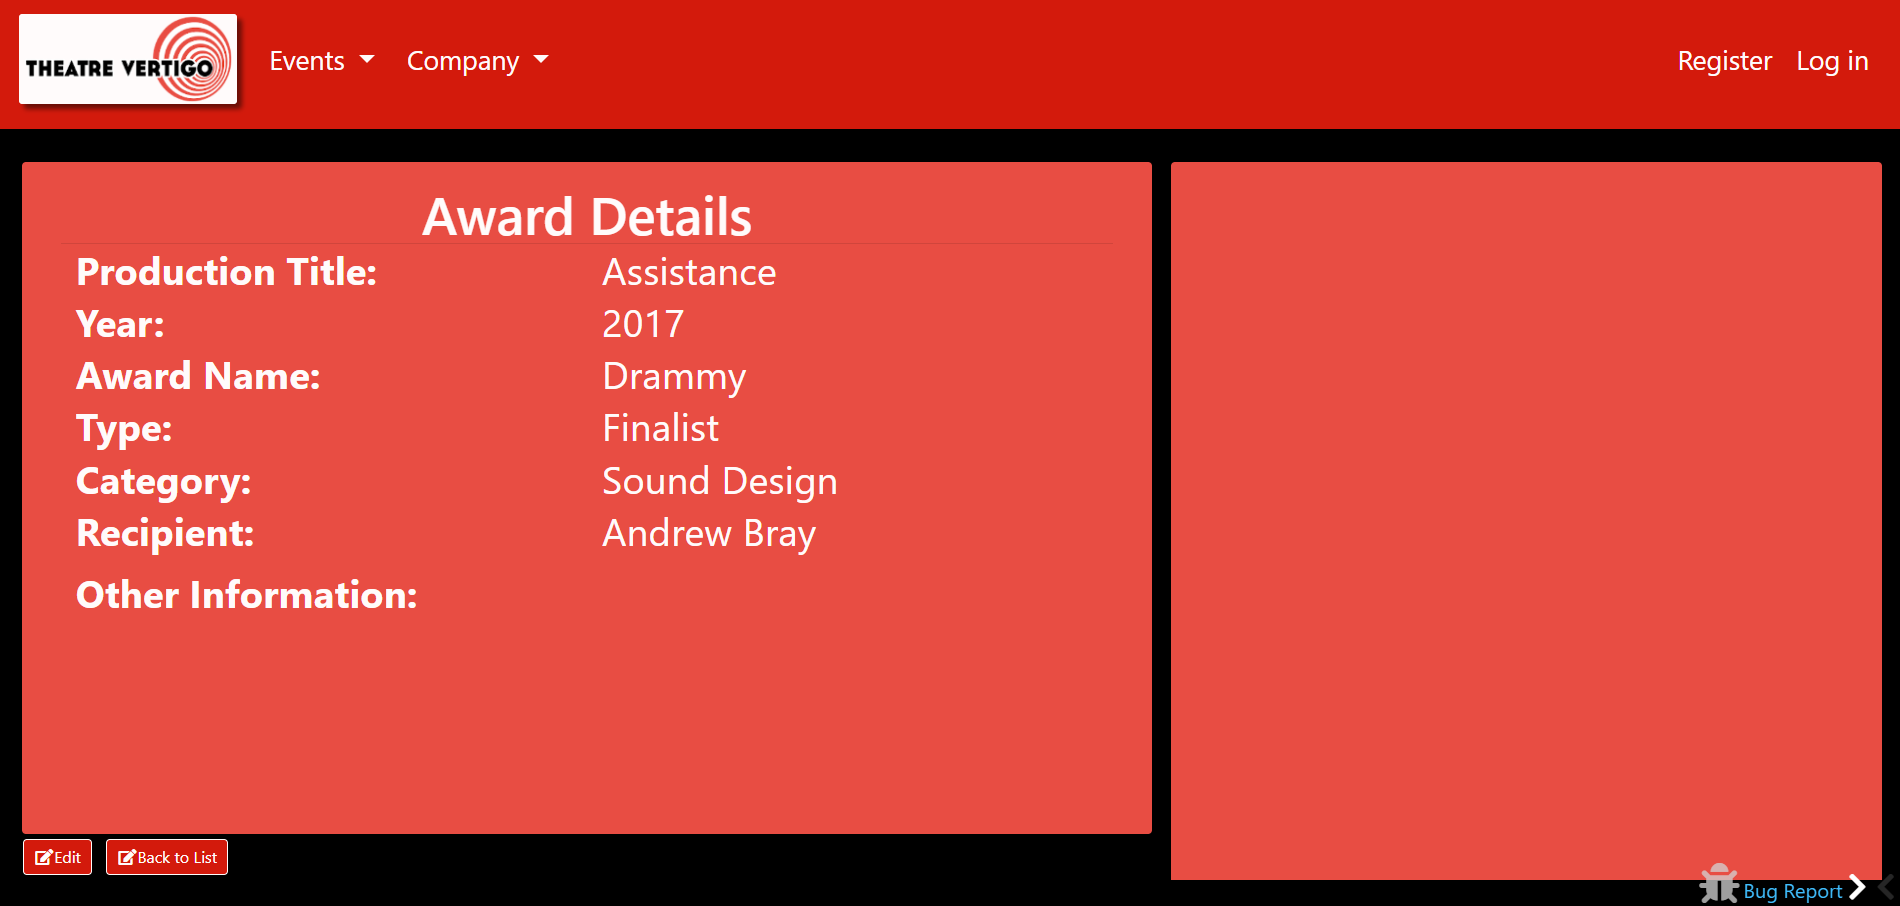 THEATRE VERTIGO
Events Company Register Log in
Award Details
Production Title: Assistance
Year: 2017
Award Name: Drammy
Type: Finalist
Category: Sound Design
Recipient: Andrew Bray
Other Information:
Edit Back to List
Bug Report